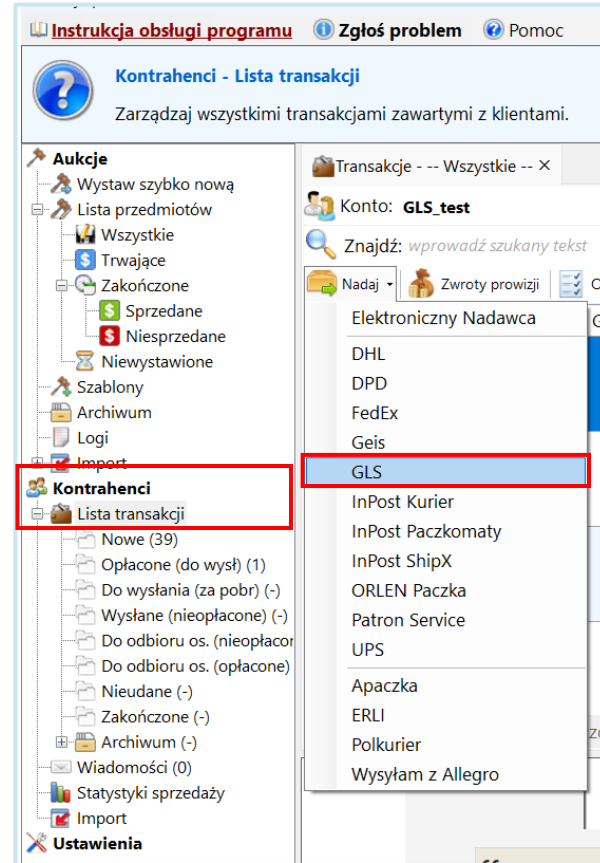 Instrukcja obsługi programu Zgłoś problem Pomoc
Kontrahenci - Lista transakcji
Zarządzaj wszystkimi transakcjami zawartymi z klientami.
Aukcje
Wystaw szybko nową
Lista przedmiotów
Wszystkie
Trwające
Zakończone
Sprzedane
Niesprzedane
Niewystawione
Szablony
Archiwum
Logi
Import
Kontrahenci
Lista transakcji
Nowe (39)
Opłacone (do wysł) (1)
Do wysłania (za pobr) (-)
Wysłane (nieopłacone) (-)
Do odbioru os. (nieopłacor
Do odbioru os. (opłacone)
Nieudane (-)
Zakończone (-)
Archiwum (-)
Wiadomości (0)
Statystyki sprzedaży
Import
Ustawienia
Transakcje - -- Wszystkie -- ×
Konto: GLS_test
Znajdź: wprowadź szukany tekst
Nadaj Zwroty prowizji
Elektroniczny Nadawca
DHL
DPD
FedEx
Geis
GLS
InPost Kurier
InPost Paczkomaty
InPost ShipX
ORLEN Paczka
Patron Service
UPS
Apaczka
ERLI
Polkurier
Wysyłam z Allegro